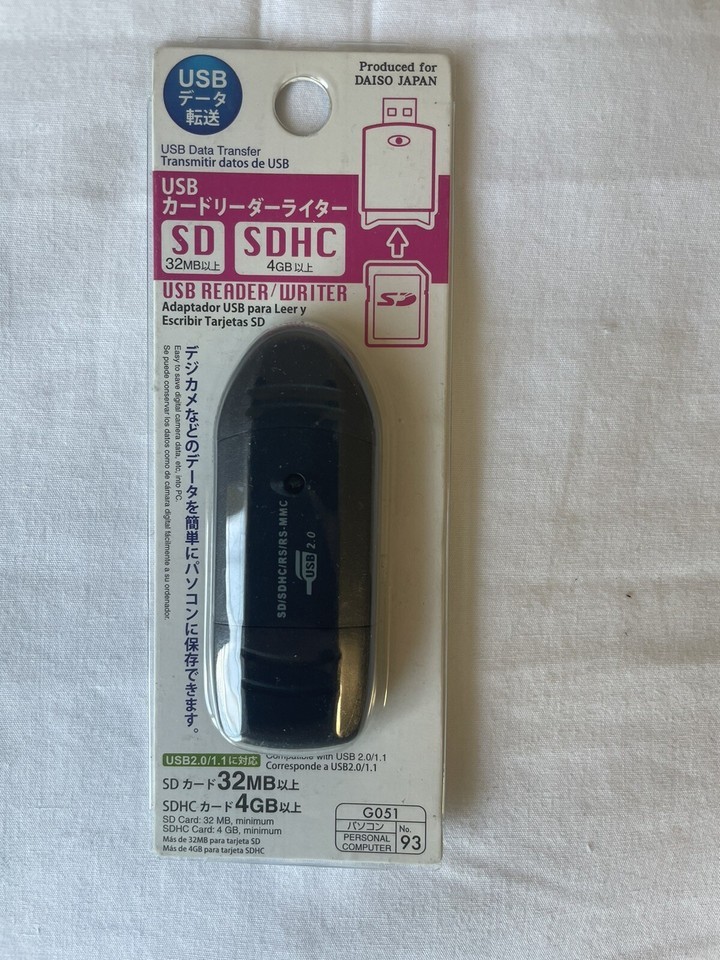 USB
データ
転送
Produced for
DAISO JAPAN
USB Data Transfer
Transmitir datos de USB
USB
カードリーダーライター
SD
32MB以上
SDHC
4GB以上
SD
USB READER/WRITER
Adaptador USB para Leer y
Escribir Tarjetas SD
デジカメなどのデータを簡単にパソコンに保存できます。
Easy to save digital camera data, etc, into PC.
Se puede conservar los datos como de cámara digital fácilmente a su ordenador.
SD/SDHC/RS/RS-MMC
USB 2.0
USB2.0/1.1に対応
Compatible with USB 2.0/1.1
Corresponde a USB2.0/1.1
SDカード32MB以上
SDHCカード4GB以上
SD Card: 32 MB, minimum
SDHC Card: 4 GB, minimum
Más de 32MB para tarjeta SD
Más de 4GB para tarjeta SDHC
G051
パソコン
PERSONAL
COMPUTER
No.
93